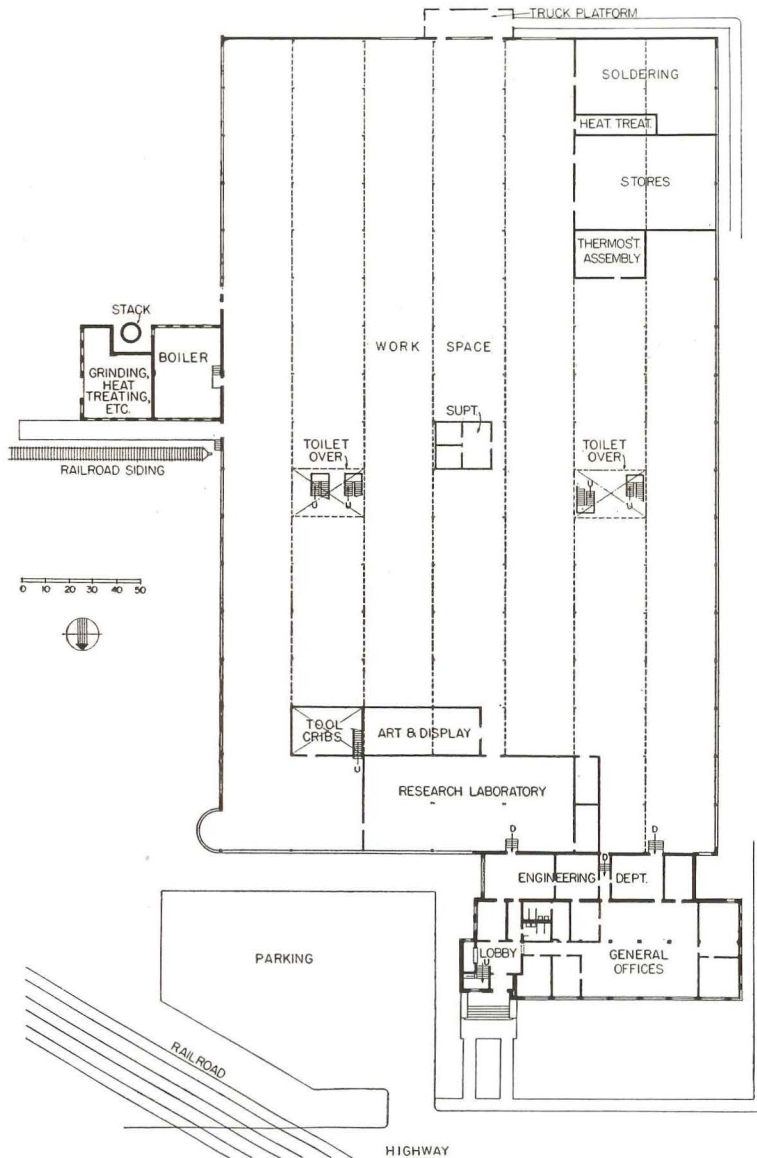 TRUCK PLATFORM
SOLDERING
HEAT. TREAT.
STORES
THERMOST.
ASSEMBLY
STACK
BOILER
GRINDING,
HEAT
TREATING,
ETC.
WORK SPACE
SUPT.
RAILROAD SIDING
TOILET
OVER
U
U
TOILET
OVER
U
U
0 10 20 30 40 50
TOOL
CRIBS
U
ART & DISPLAY
RESEARCH LABORATORY
D
D
D
ENGINEERING DEPT.
LOBBY
U
GENERAL
OFFICES
PARKING
RAILROAD
HIGHWAY